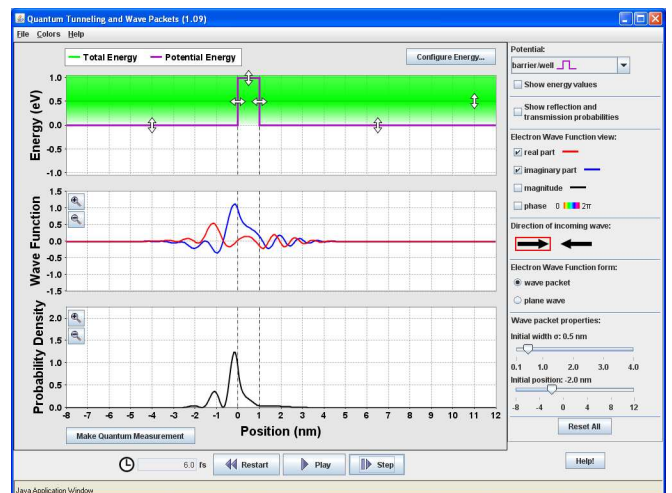 Quantum Tunneling and Wave Packets (1.09)
File Colors Help
Total Energy Potential Energy
Configure Energy...
Energy (eV)
1.0
0.5
0.0
-0.5
-1.0
Wave Function
1.5
1.0
0.5
0.0
-0.5
-1.0
-1.5
Probability Density
2.0
1.5
1.0
0.5
0.0
-8 -7 -6 -5 -4 -3 -2 -1 0 1 2 3 4 5 6 7 8 9 10 11 12
Position (nm)
Make Quantum Measurement
6.0 fs Restart Play Step
Potential:
barrier/well
Show energy values
Show reflection and
transmission probabilities
Electron Wave Function view:
real part
imaginary part
magnitude
phase 0 2π
Direction of incoming wave:
Electron Wave Function form:
wave packet
plane wave
Wave packet properties:
Initial width σ: 0.5 nm
0.1 1.0 2.0 3.0 4.0
Initial position: -2.0 nm
-8 -4 0 4 8 12
Reset All
Help!
Java Application Window